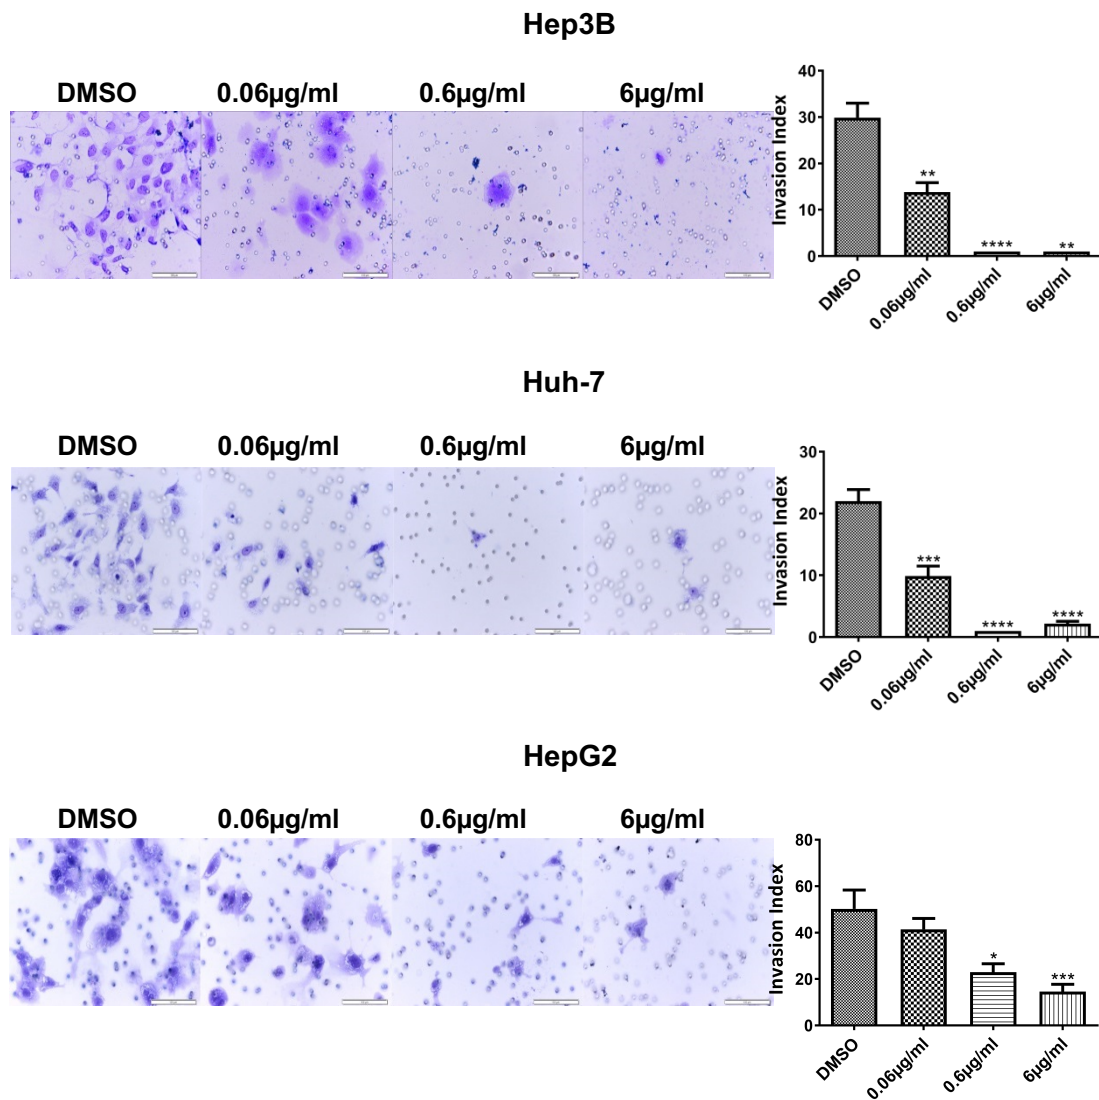 Hep3B
DMSO 0.06µg/ml 0.6µg/ml 6µg/ml
Invasion Index
40
30
20
10
0
**
****
**
DMSO
0.06µg/ml
0.6µg/ml
6µg/ml
Huh-7
DMSO 0.06µg/ml 0.6µg/ml 6µg/ml
Invasion Index
30
20
10
0
***
****
****
DMSO
0.06µg/ml
0.6µg/ml
6µg/ml
HepG2
DMSO 0.06µg/ml 0.6µg/ml 6µg/ml
Invasion Index
80
60
40
20
0
*
***
DMSO
0.06µg/ml
0.6µg/ml
6µg/ml